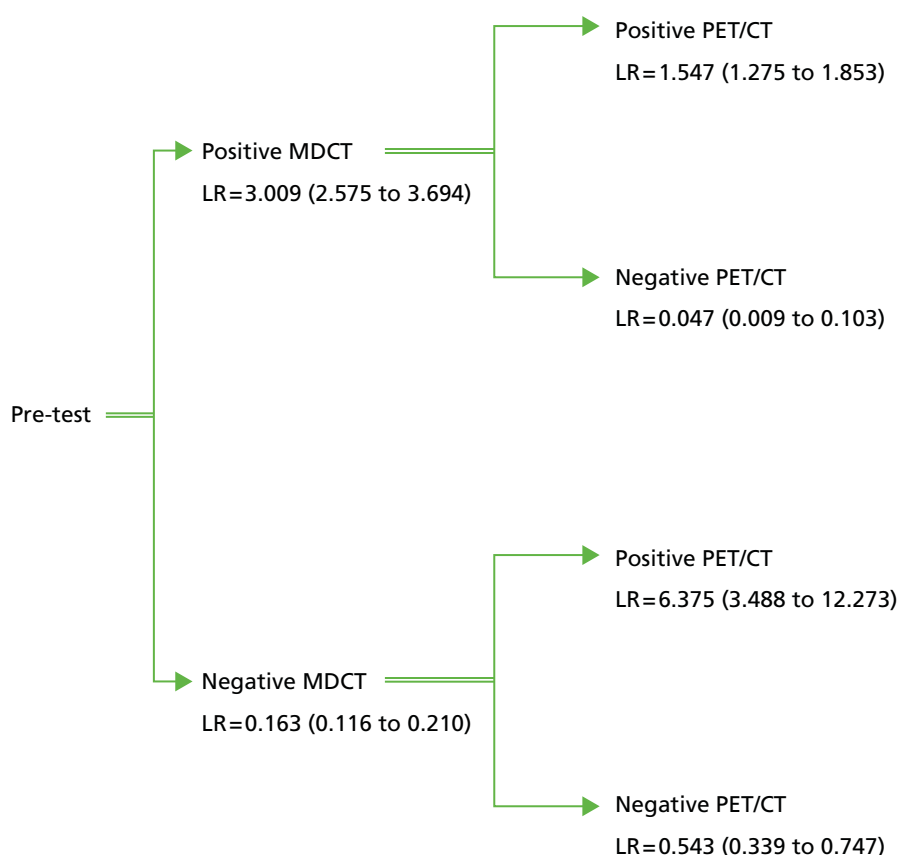 Positive PET/CT
LR=1.547 (1.275 to 1.853)
Positive MDCT
LR=3.009 (2.575 to 3.694)
Negative PET/CT
LR=0.047 (0.009 to 0.103)
Pre-test
Positive PET/CT
LR=6.375 (3.488 to 12.273)
Negative MDCT
LR=0.163 (0.116 to 0.210)
Negative PET/CT
LR=0.543 (0.339 to 0.747)